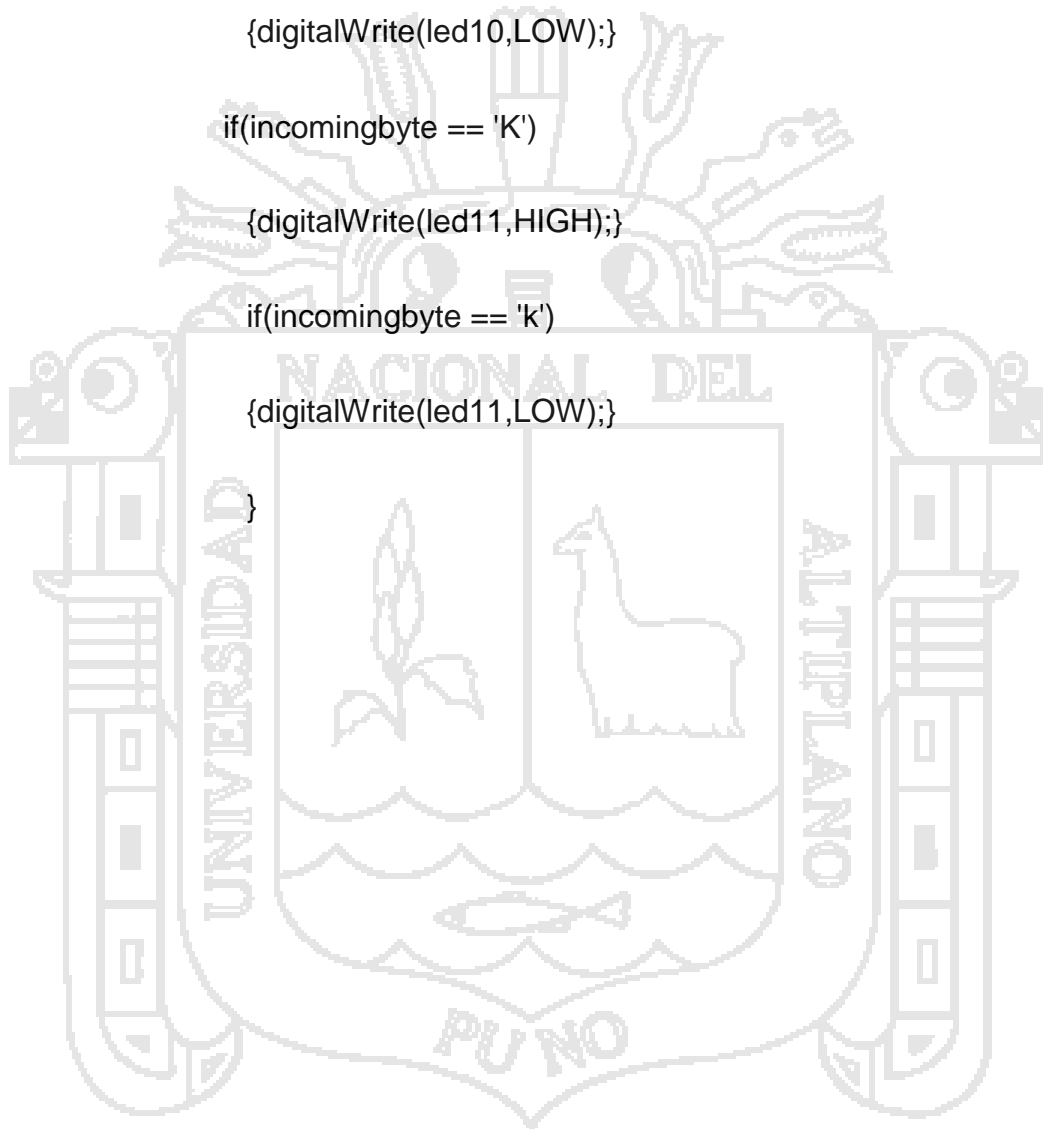 {digitalWrite(led10,LOW);}
if(incomingbyte == 'K')
{digitalWrite(led11,HIGH);}
if(incomingbyte == 'k')
NACIONAL DEL
{digitalWrite(led11,LOW);}
}
UNIVERSIDAD
ALTIPLANO
PUNO